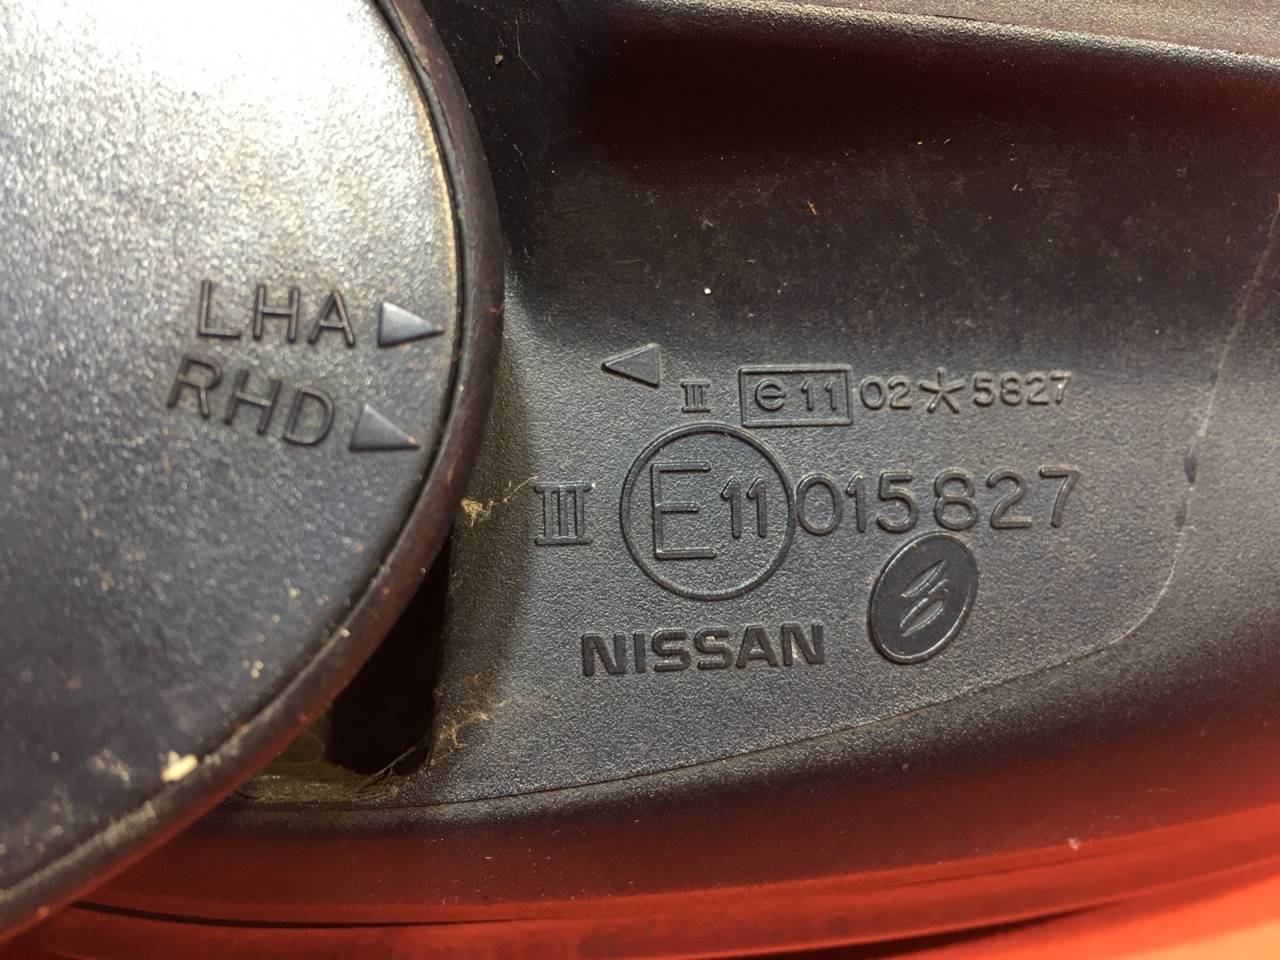 LHA
RHD
II e11 02*5827
III E11 015827
NISSAN